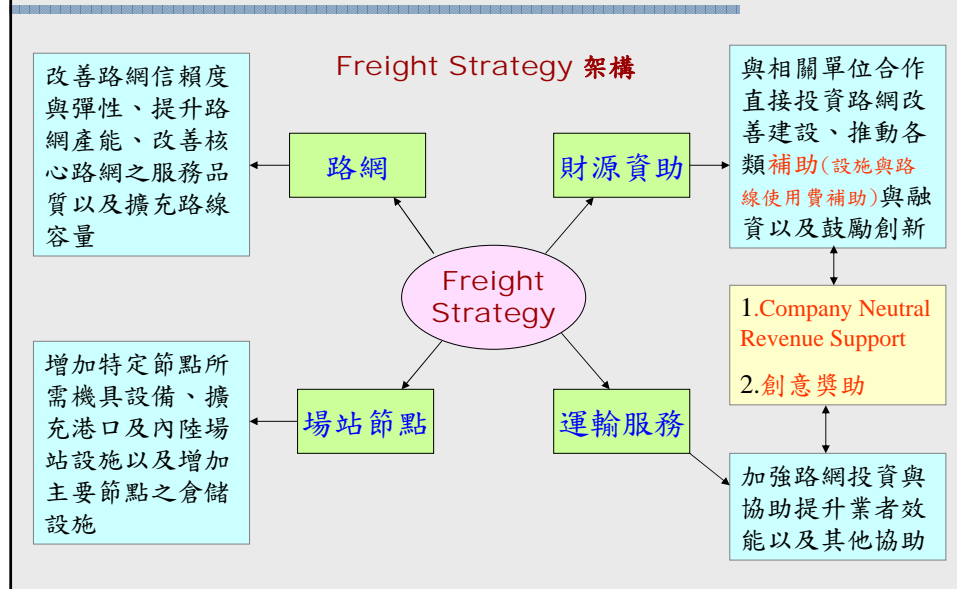 Freight Strategy 架構
改善路網信賴度
與彈性、提升路
網產能、改善核
心路網之服務品
質以及擴充路線
容量
路網
財源資助
與相關單位合作
直接投資路網改
善建設、推動各
類補助(設施與路
線使用費補助)與融
資以及鼓勵創新
Freight
Strategy
1.Company Neutral
Revenue Support
2.創意獎助
增加特定節點所
需機具設備、擴
充港口及內陸場
站設施以及增加
主要節點之倉儲
設施
場站節點
運輸服務
加強路網投資與
協助提升業者效
能以及其他協助